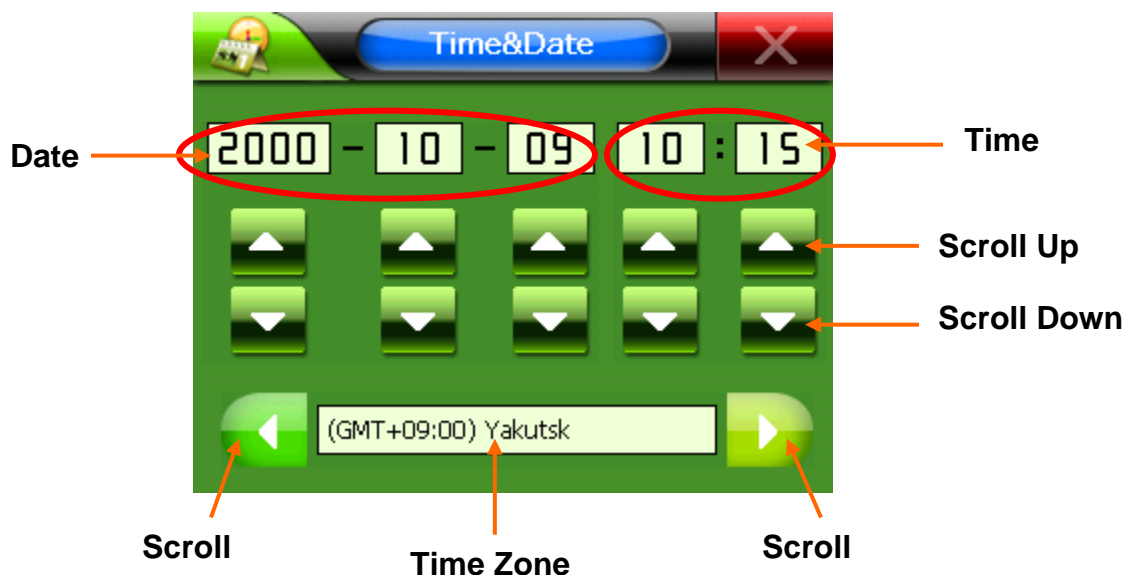 Time&Date
Date
2000 - 10 - 09 10 : 15
Time
Scroll Up
Scroll Down
(GMT+09:00) Yakutsk
Scroll
Time Zone
Scroll